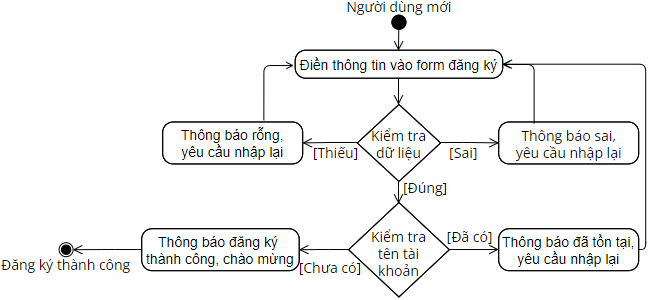 Người dùng mới
Điền thông tin vào form đăng ký
Thông báo rỗng,
yêu cầu nhập lại
[Thiếu]
Kiểm tra
dữ liệu
[Sai]
Thông báo sai,
yêu cầu nhập lại
[Đúng]
Đăng ký thành công
Thông báo đăng ký
thành công, chào mừng
[Chưa có]
Kiểm tra
tên tài
khoản
[Đã có]
Thông báo đã tồn tại,
yêu cầu nhập lại